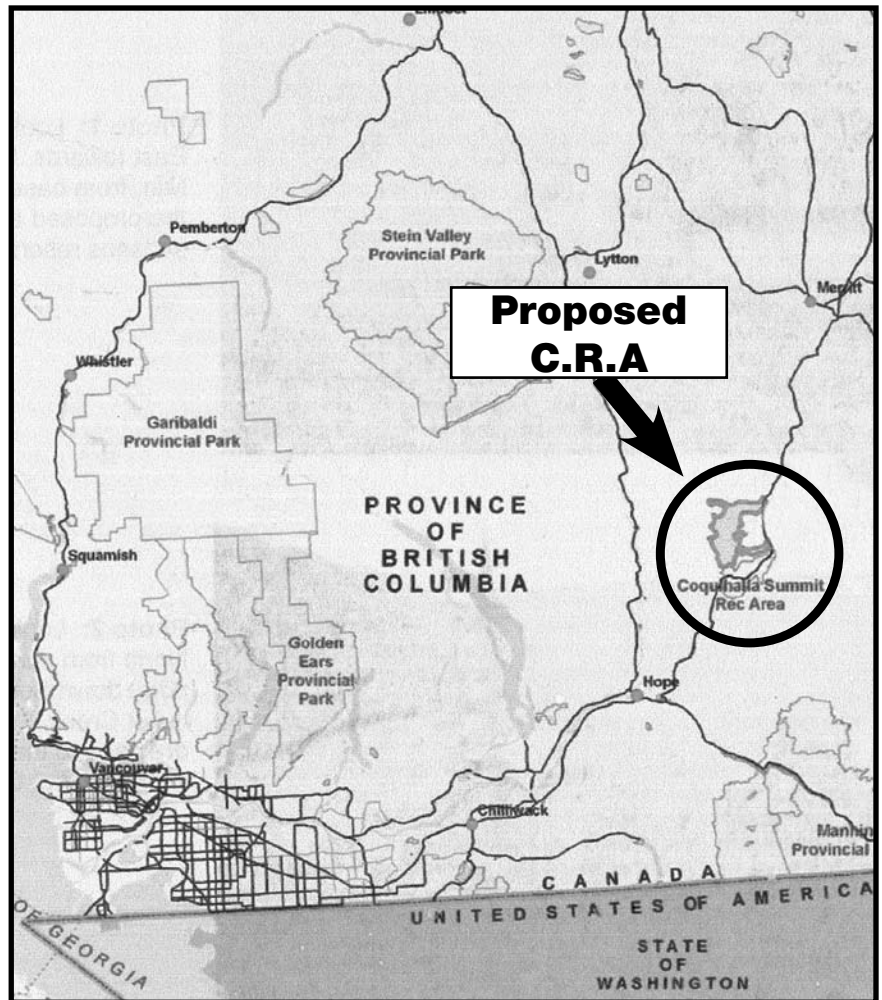 Pemberton
Stein Valley
Provincial Park
Lytton
Merritt
Proposed
C.R.A
Whistler
Garibaldi
Provincial Park
PROVINCE
OF
BRITISH
COLUMBIA
Squamish
Coquihalla Summit
Rec Area
Golden
Ears
Provincial
Park
Hope
Vancouver
Chilliwack
Mannin
Provincial
CANADA
UNITED STATES OF AMERICA
OF GEORGIA
STATE
OF
WASHINGTON